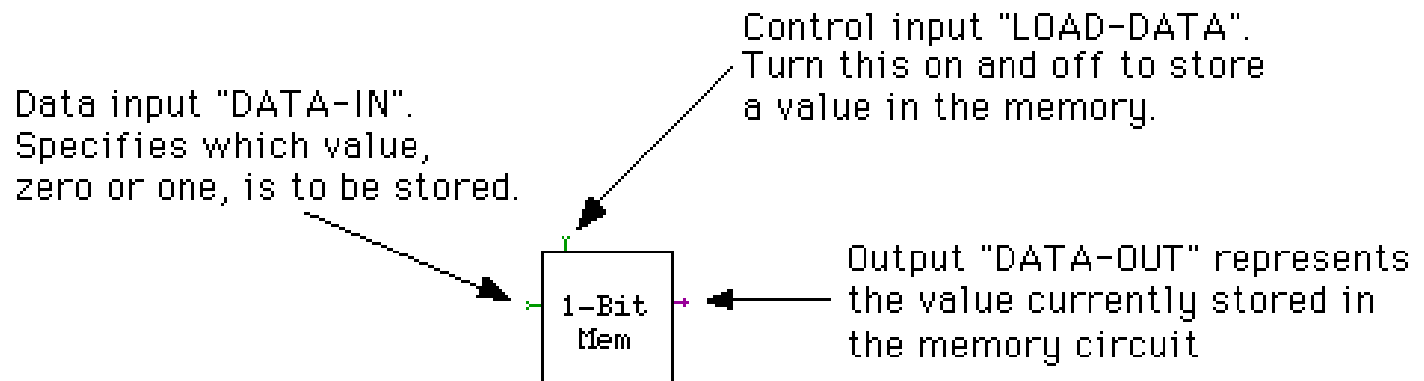 Control input "LOAD-DATA".
Turn this on and off to store
a value in the memory.
Data input "DATA-IN".
Specifies which value,
zero or one, is to be stored.
1-Bit
Mem
Output "DATA-OUT" represents
the value currently stored in
the memory circuit